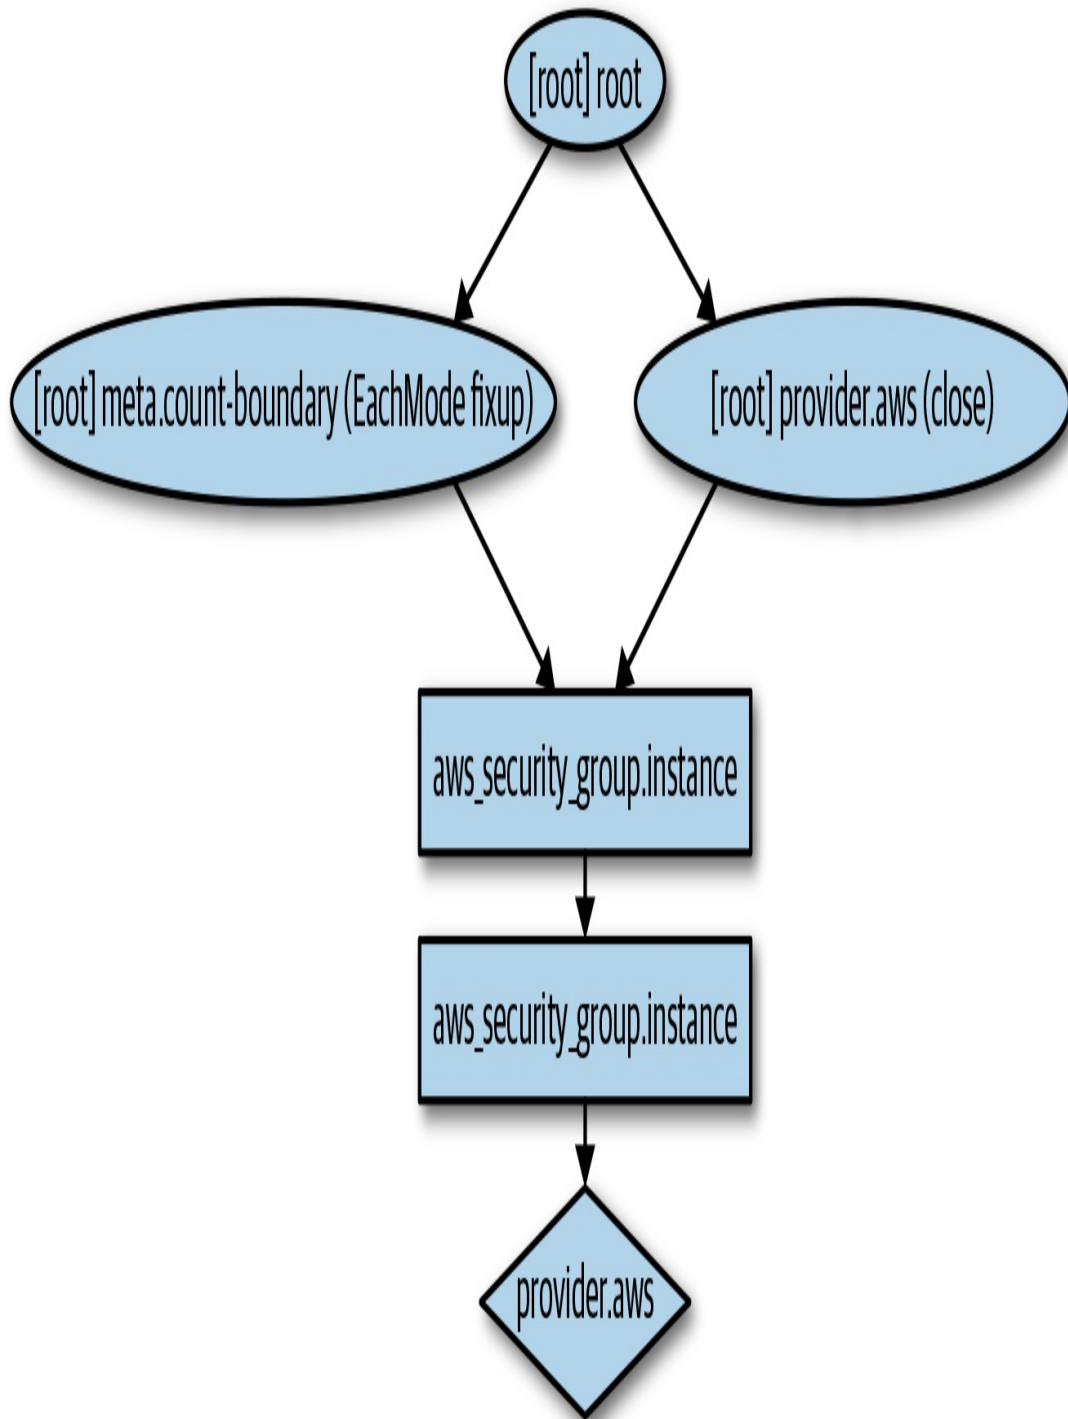 [root] root
[root] meta.count-boundary (EachMode fixup)
[root] provider.aws (close)
aws_security_group.instance
aws_security_group.instance
provider.aws